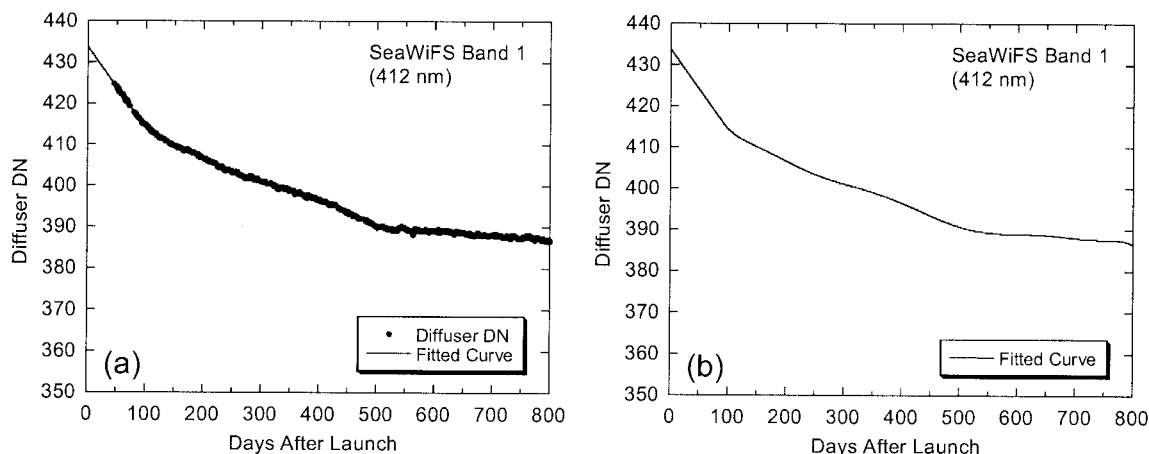 440
430
420
410
400
390
380
370
360
350
Diffuser DN
SeaWiFS Band 1
(412 nm)
Diffuser DN
Fitted Curve
(a)
0 100 200 300 400 500 600 700 800
Days After Launch
440
430
420
410
400
390
380
370
360
350
Diffuser DN
SeaWiFS Band 1
(412 nm)
Fitted Curve
(b)
0 100 200 300 400 500 600 700 800
Days After Launch